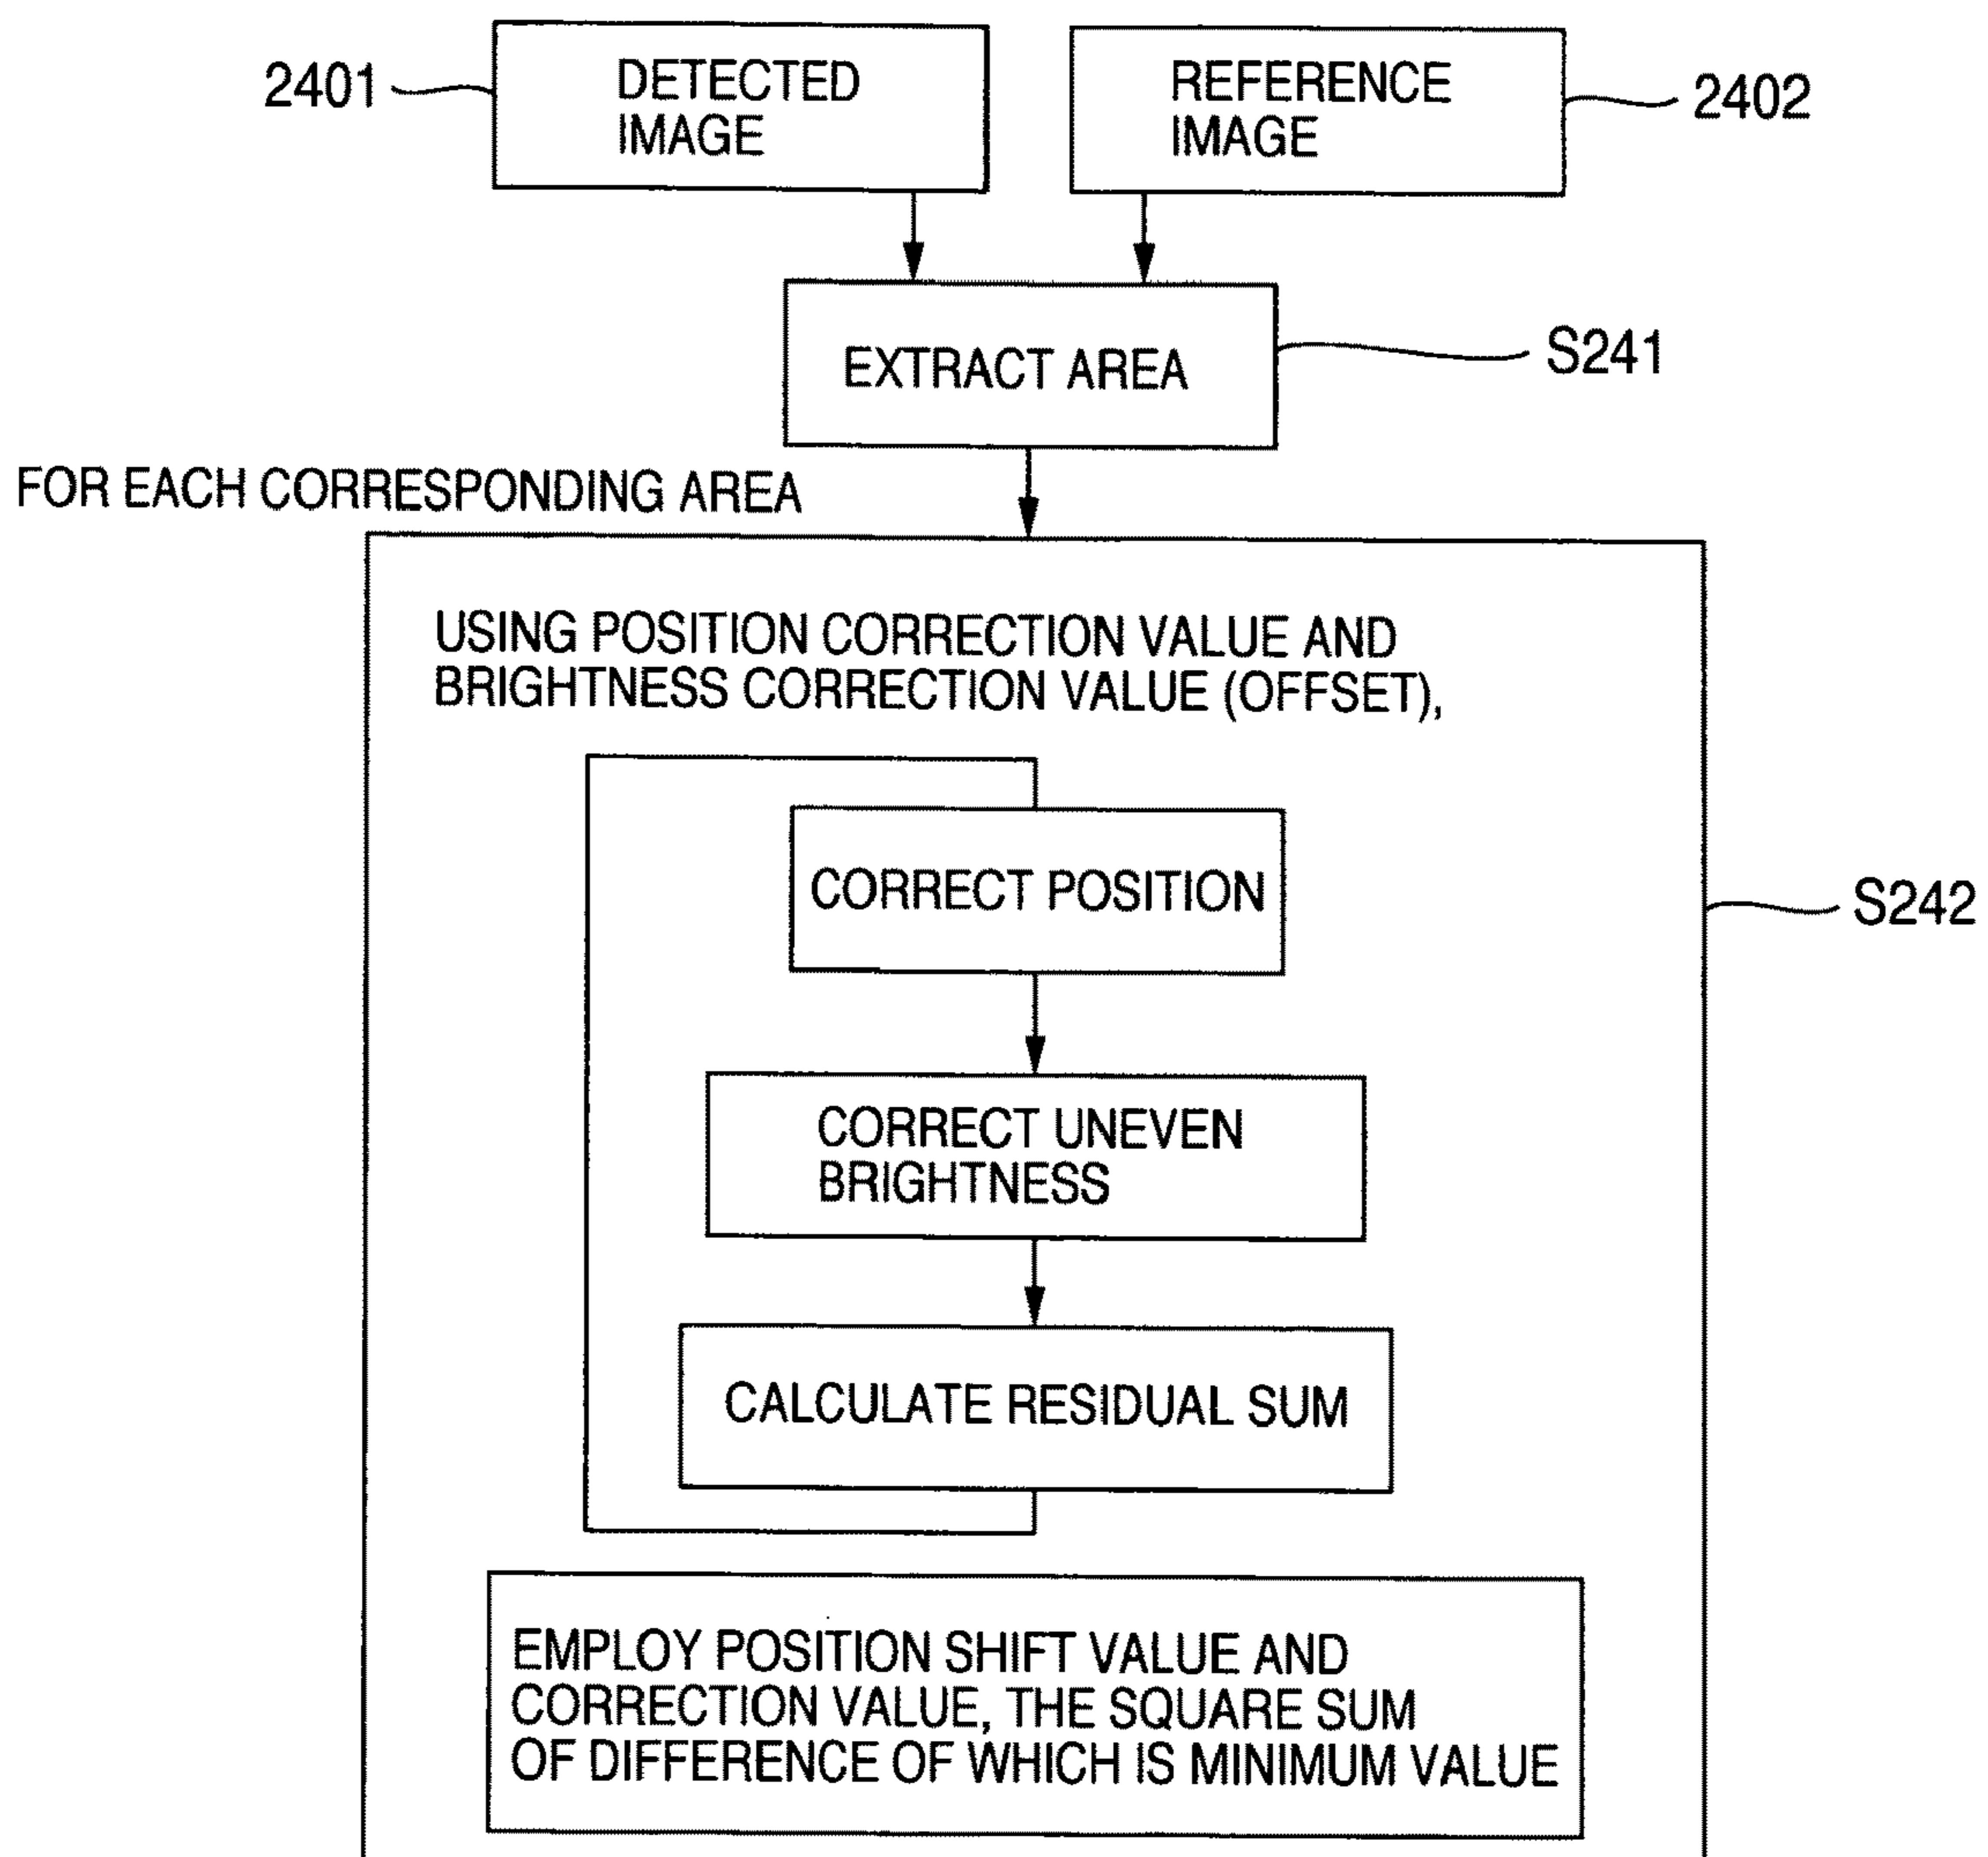 2401
DETECTED
IMAGE
REFERENCE
IMAGE
2402
EXTRACT AREA
S241
FOR EACH CORRESPONDING AREA
USING POSITION CORRECTION VALUE AND
BRIGHTNESS CORRECTION VALUE (OFFSET),
CORRECT POSITION
S242
CORRECT UNEVEN
BRIGHTNESS
CALCULATE RESIDUAL SUM
EMPLOY POSITION SHIFT VALUE AND
CORRECTION VALUE, THE SQUARE SUM
OF DIFFERENCE OF WHICH IS MINIMUM VALUE